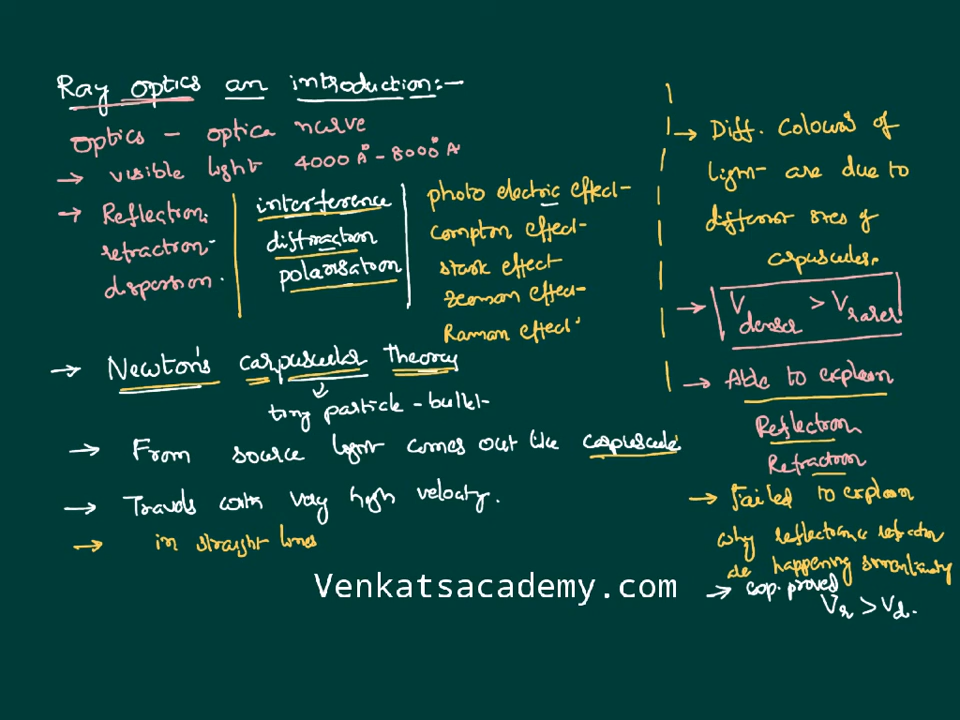 Ray optics an introduction:-
optics - optica nerve
→ visible light 4000 A° - 8000 A°
→ Reflection.
refraction-
dispersion.
interference
diffraction
polarisation
photo electric effect-
compton effect-
stark effect
zeeman effect-
Raman effect'
→ Newton's carpuscular theory
tiny particle - bullet-
→ From source light comes out like carpuscule
→ Travels with very high velocity.
→ in straight lines
→ Diff. Colours of
light- are due to
different sizes of
carpuscules.
→ V denser > V rarer
→ Able to explain
Reflection
Refraction
→ Failed to explain
why reflection & refraction
are happening simultaneously
→ exp. proved
Vr > Vd.
Venkatsacademy.com